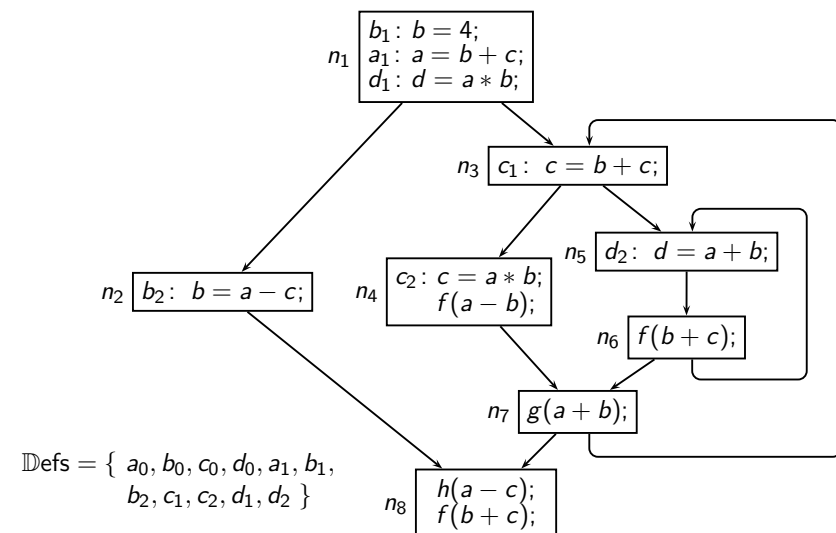 n₁
b₁: b = 4;
a₁: a = b + c;
d₁: d = a ∗ b;
n₃ c₁: c = b + c;
n₅ d₂: d = a + b;
n₂ b₂: b = a − c;
n₄
c₂: c = a ∗ b;
f(a − b);
n₆ f(b + c);
n₇ g(a + b);
𝔻efs = { a₀, b₀, c₀, d₀, a₁, b₁,
b₂, c₁, c₂, d₁, d₂ }
n₈
h(a − c);
f(b + c);